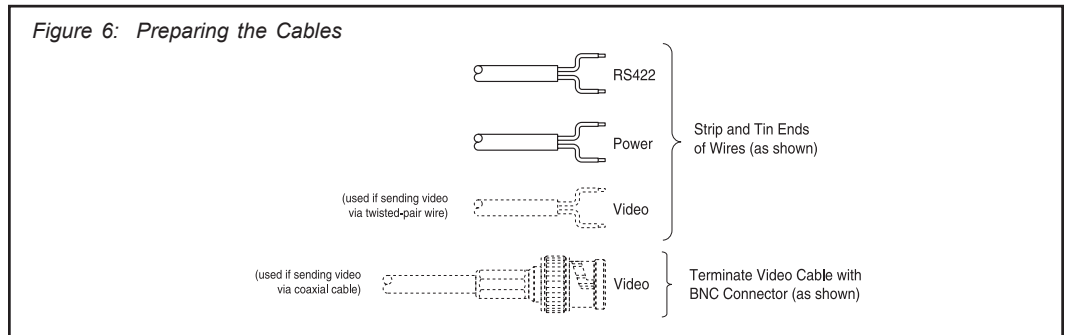 Figure 6: Preparing the Cables
RS422
Power
Strip and Tin Ends
of Wires (as shown)
(used if sending video
via twisted-pair wire)
Video
(used if sending video
via coaxial cable)
Video
Terminate Video Cable with
BNC Connector (as shown)